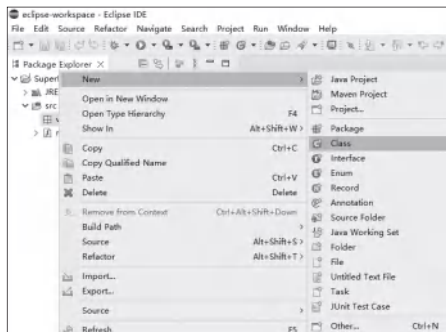 eclipse-workspace - Eclipse IDE
File Edit Source Refactor Navigate Search Project Run Window Help
Package Explorer
New
Open in New Window
Open Type Hierarchy F4
Show In Alt+Shift+W >
Copy Ctrl+C
Copy Qualified Name
Paste Ctrl+V
Delete Delete
Remove from Context Ctrl+Alt+Shift+Down
Build Path
Source Alt+Shift+S >
Refactor Alt+Shift+T >
Import...
Export...
Source
Refresh F5
Java Project
Maven Project
Project...
Package
Class
Interface
Enum
Record
Annotation
Source Folder
Java Working Set
Folder
File
Untitled Text File
Task
JUnit Test Case
Other... Ctrl+N
JRE
src